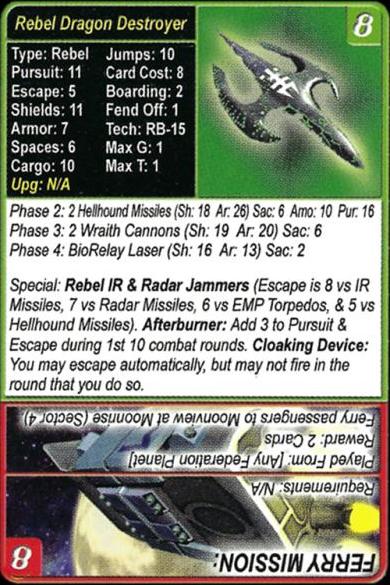 Rebel Dragon Destroyer
8
Type: Rebel Jumps: 10
Pursuit: 11 Card Cost: 8
Escape: 5 Boarding: 2
Shields: 11 Fend Off: 1
Armor: 7 Tech: RB-15
Spaces: 6 Max G: 1
Cargo: 10 Max T: 1
Upg: N/A
Phase 2: 2 Hellhound Missiles (Sh: 18 Ar: 26) Sac: 6 Amo: 10 Pur: 16
Phase 3: 2 Wraith Cannons (Sh: 19 Ar: 20) Sac: 6
Phase 4: BioRelay Laser (Sh: 16 Ar: 13) Sac: 2
Special: Rebel IR & Radar Jammers (Escape is 8 vs IR
Missiles, 7 vs Radar Missiles, 6 vs EMP Torpedos, & 5 vs
Hellhound Missiles). Afterburner: Add 3 to Pursuit &
Escape during 1st 10 combat rounds. Cloaking Device:
You may escape automatically, but may not fire in the
round that you do so.
FERRY MISSION:
8
Requirements: N/A
Played From: [Any Federation Planet]
Reward: 2 Cards
Ferry passengers to Moonview at Moonrise (Sector 4)